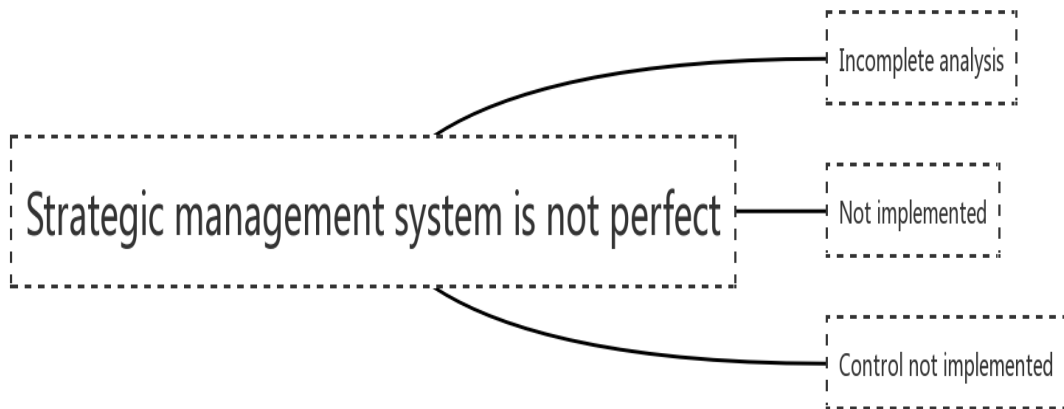 Incomplete analysis
Strategic management system is not perfect
Not implemented
Control not implemented